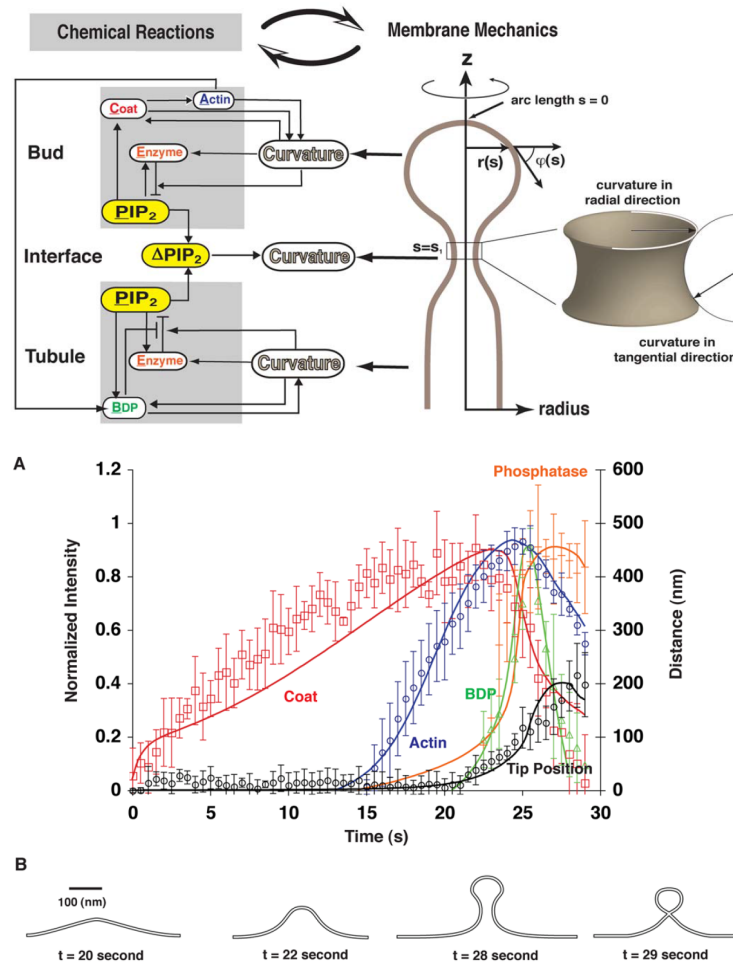 Chemical Reactions
Membrane Mechanics
Z
arc length s = 0
Coat
Actin
Bud
Enzyme
Curvature
r(s)
φ(s)
PIP₂
curvature in
radial direction
Interface
ΔPIP₂
Curvature
s=s₁
PIP₂
Tubule
Enzyme
Curvature
curvature in
tangential direction
BDP
radius
A
1.2
1
0.8
0.6
0.4
0.2
0
Normalized Intensity
600
500
400
300
200
100
0
Distance (nm)
Phosphatase
Coat
BDP
Actin
Tip Position
0 5 10 15 20 25 30
Time (s)
B
100 (nm)
t = 20 second
t = 22 second
t = 28 second
t = 29 second